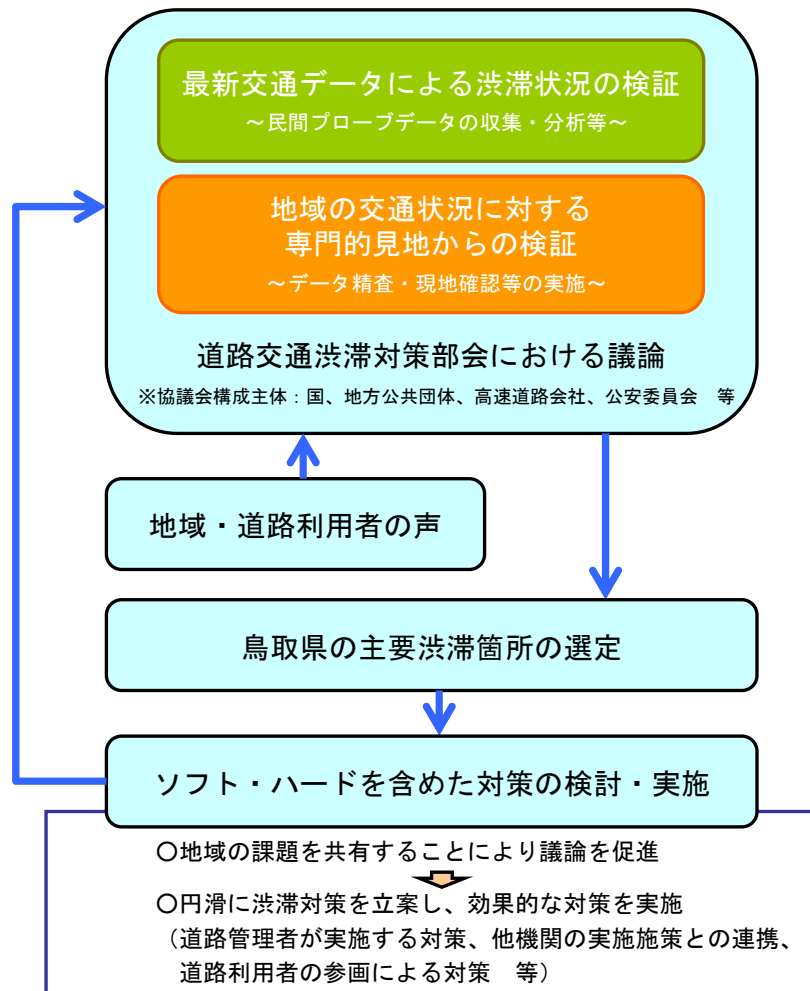 最新交通データによる渋滞状況の検証
～民間プローブデータの収集・分析等～
地域の交通状況に対する
専門的見地からの検証
～データ精査・現地確認等の実施～
道路交通渋滞対策部会における議論
※協議会構成主体：国、地方公共団体、高速道路会社、公安委員会　等
地域・道路利用者の声
鳥取県の主要渋滞箇所の選定
ソフト・ハードを含めた対策の検討・実施
○地域の課題を共有することにより議論を促進
○円滑に渋滞対策を立案し、効果的な対策を実施
（道路管理者が実施する対策、他機関の実施施策との連携、
道路利用者の参画による対策　等）